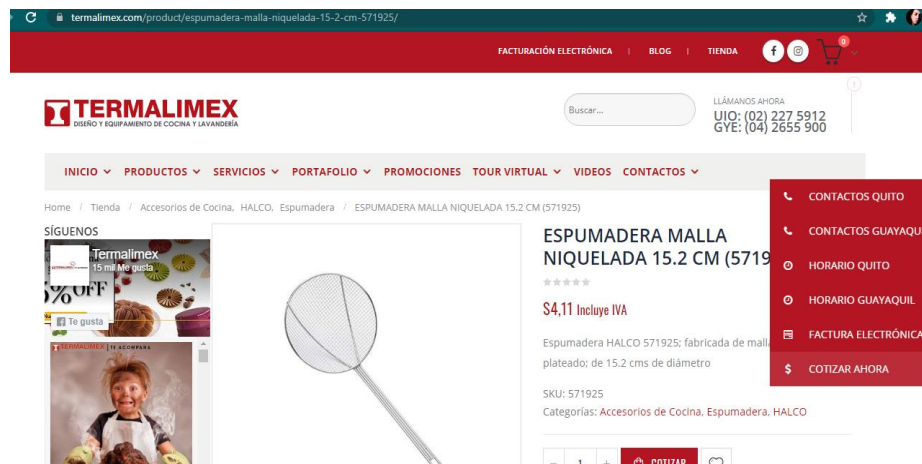 termalimex.com/product/espumadera-malla-niquelada-15-2-cm-571925/
FACTURACIÓN ELECTRÓNICA | BLOG | TIENDA
0
TERMALIMEX
DISEÑO Y EQUIPAMIENTO DE COCINA Y LAVANDERÍA
Buscar...
LLÁMANOS AHORA
UIO: (02) 227 5912
GYE: (04) 2655 900
INICIO PRODUCTOS SERVICIOS PORTAFOLIO PROMOCIONES TOUR VIRTUAL VIDEOS CONTACTOS
Home / Tienda / Accesorios de Cocina, HALCO, Espumadera / ESPUMADERA MALLA NIQUELADA 15.2 CM (571925)
SÍGUENOS
Termalimex
15 mil Me gusta
% OFF
Te gusta
TERMALIMEX | TE ACOMPAÑA
ESPUMADERA MALLA
NIQUELADA 15.2 CM (5719
$4,11 Incluye IVA
Espumadera HALCO 571925; fabricada de mall
plateado; de 15.2 cms de diámetro
SKU: 571925
Categorías: Accesorios de Cocina, Espumadera, HALCO
- 1 + COTIZAR
CONTACTOS QUITO
CONTACTOS GUAYAQU
HORARIO QUITO
HORARIO GUAYAQUIL
FACTURA ELECTRÓNICA
COTIZAR AHORA